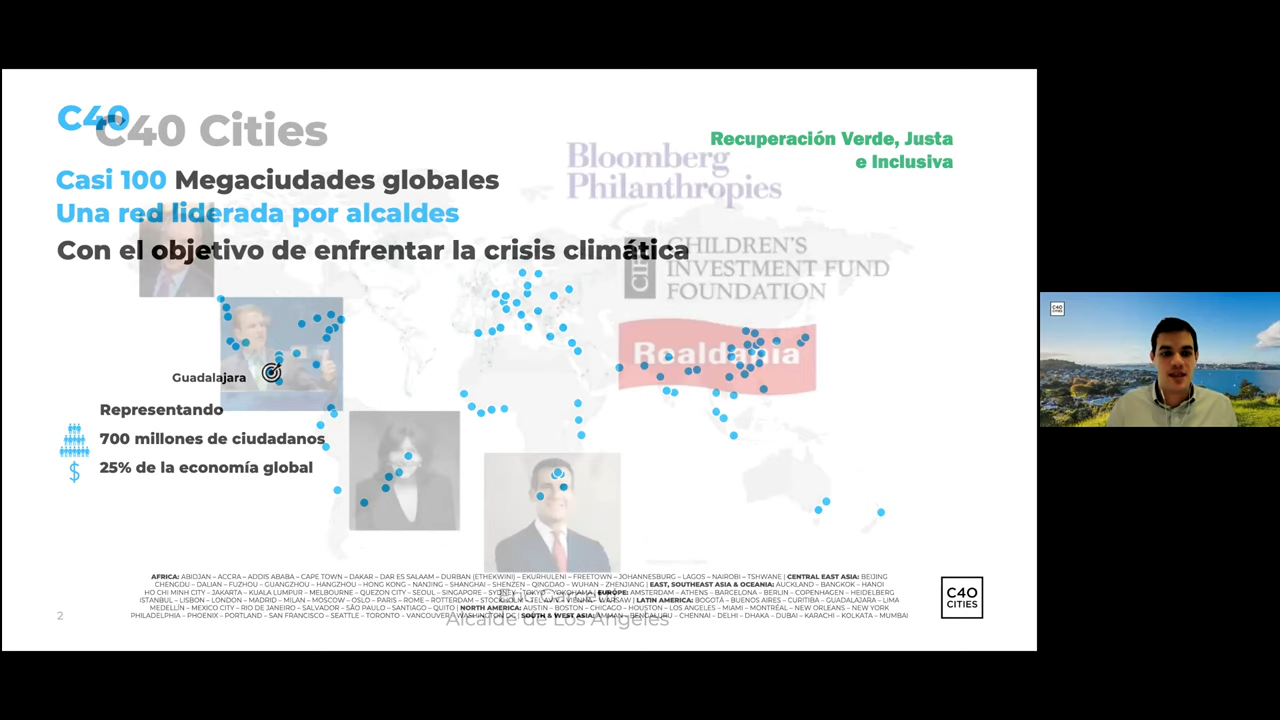 C40
C40 Cities
Recuperación Verde, Justa
e Inclusiva
Bloomberg
Philanthropies
Casi 100 Megaciudades globales
Una red liderada por alcaldes
Con el objetivo de enfrentar la crisis climática
CIFF CHILDREN'S
INVESTMENT FUND
FOUNDATION
Realdania
Guadalajara
Representando
700 millones de ciudadanos
$ 25% de la economía global
AFRICA: ABIDJAN – ACCRA – ADDIS ABABA – CAPE TOWN – DAKAR – DAR ES SALAAM – DURBAN (ETHEKWINI) – EKURHULENI – FREETOWN – JOHANNESBURG – LAGOS – NAIROBI – TSHWANE | CENTRAL EAST ASIA: BEIJING
CHENGDU – DALIAN – FUZHOU – GUANGZHOU – HANGZHOU – HONG KONG – NANJING – SHANGHAI – SHENZEN – QINGDAO – WUHAN – ZHENJIANG | EAST, SOUTHEAST ASIA & OCEANIA: AUCKLAND – BANGKOK – HANOI
HO CHI MINH CITY – JAKARTA – KUALA LUMPUR – MELBOURNE – QUEZON CITY – SEOUL – SINGAPORE – SYDNEY – TOKYO – YOKOHAMA | EUROPE: AMSTERDAM – ATHENS – BARCELONA – BERLIN – COPENHAGEN – HEIDELBERG
ISTANBUL – LISBON – LONDON – MADRID – MILAN – MOSCOW – OSLO – PARIS – ROME – ROTTERDAM – STOCKHOLM – TEL AVIV – VIENNA – WARSAW | LATIN AMERICA: BOGOTÁ – BUENOS AIRES – CURITIBA – GUADALAJARA – LIMA
MEDELLÍN – MEXICO CITY – RIO DE JANEIRO – SALVADOR – SÃO PAULO – SANTIAGO – QUITO | NORTH AMERICA: AUSTIN – BOSTON – CHICAGO – HOUSTON – LOS ANGELES – MIAMI – MONTRÉAL – NEW ORLEANS – NEW YORK
PHILADELPHIA – PHOENIX – PORTLAND – SAN FRANCISCO – SEATTLE – TORONTO – VANCOUVER – WASHINGTON DC | SOUTH & WEST ASIA: AMMAN – BENGALURU – CHENNAI – DELHI – DHAKA – DUBAI – KARACHI – KOLKATA – MUMBAI
Alcalde de Los Ángeles
2
C40
CITIES
C40
CITIES